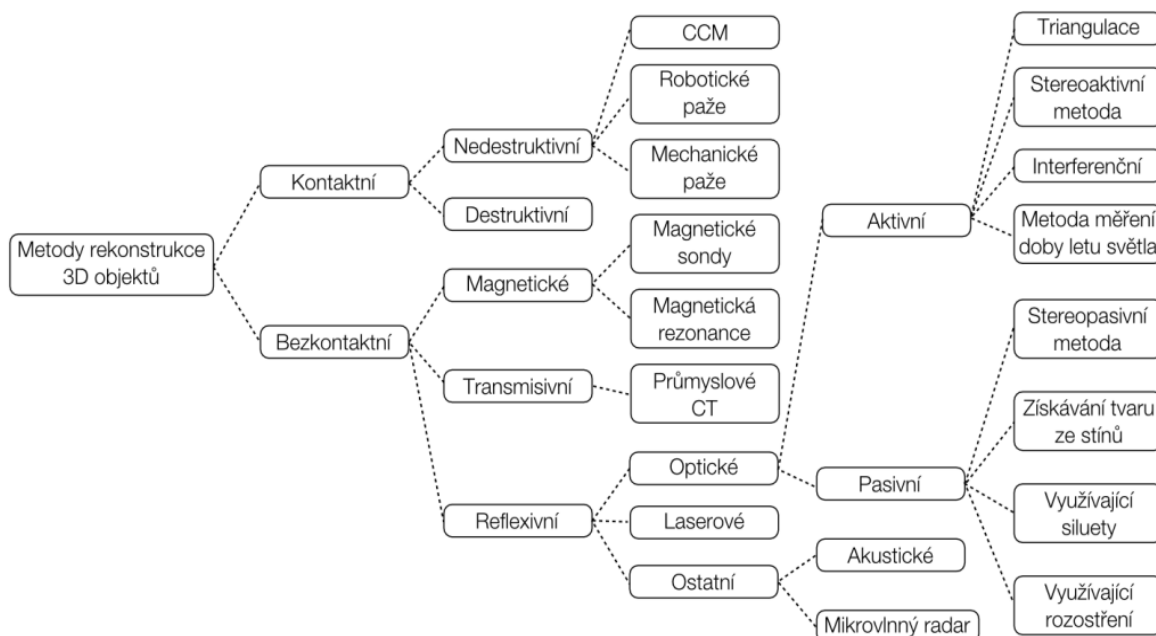 Metody rekonstrukce
3D objektů
Kontaktní
Bezkontaktní
Nedestruktivní
Destruktivní
Magnetické
Transmisivní
Reflexivní
CCM
Robotické
paže
Mechanické
paže
Magnetické
sondy
Magnetická
rezonance
Průmyslové
CT
Optické
Laserové
Ostatní
Aktivní
Pasivní
Akustické
Mikrovlnný radar
Triangulace
Stereoaktivní
metoda
Interferenční
Metoda měření
doby letu světla
Stereopasivní
metoda
Získávání tvaru
ze stínů
Využívající
siluety
Využívající
rozostření